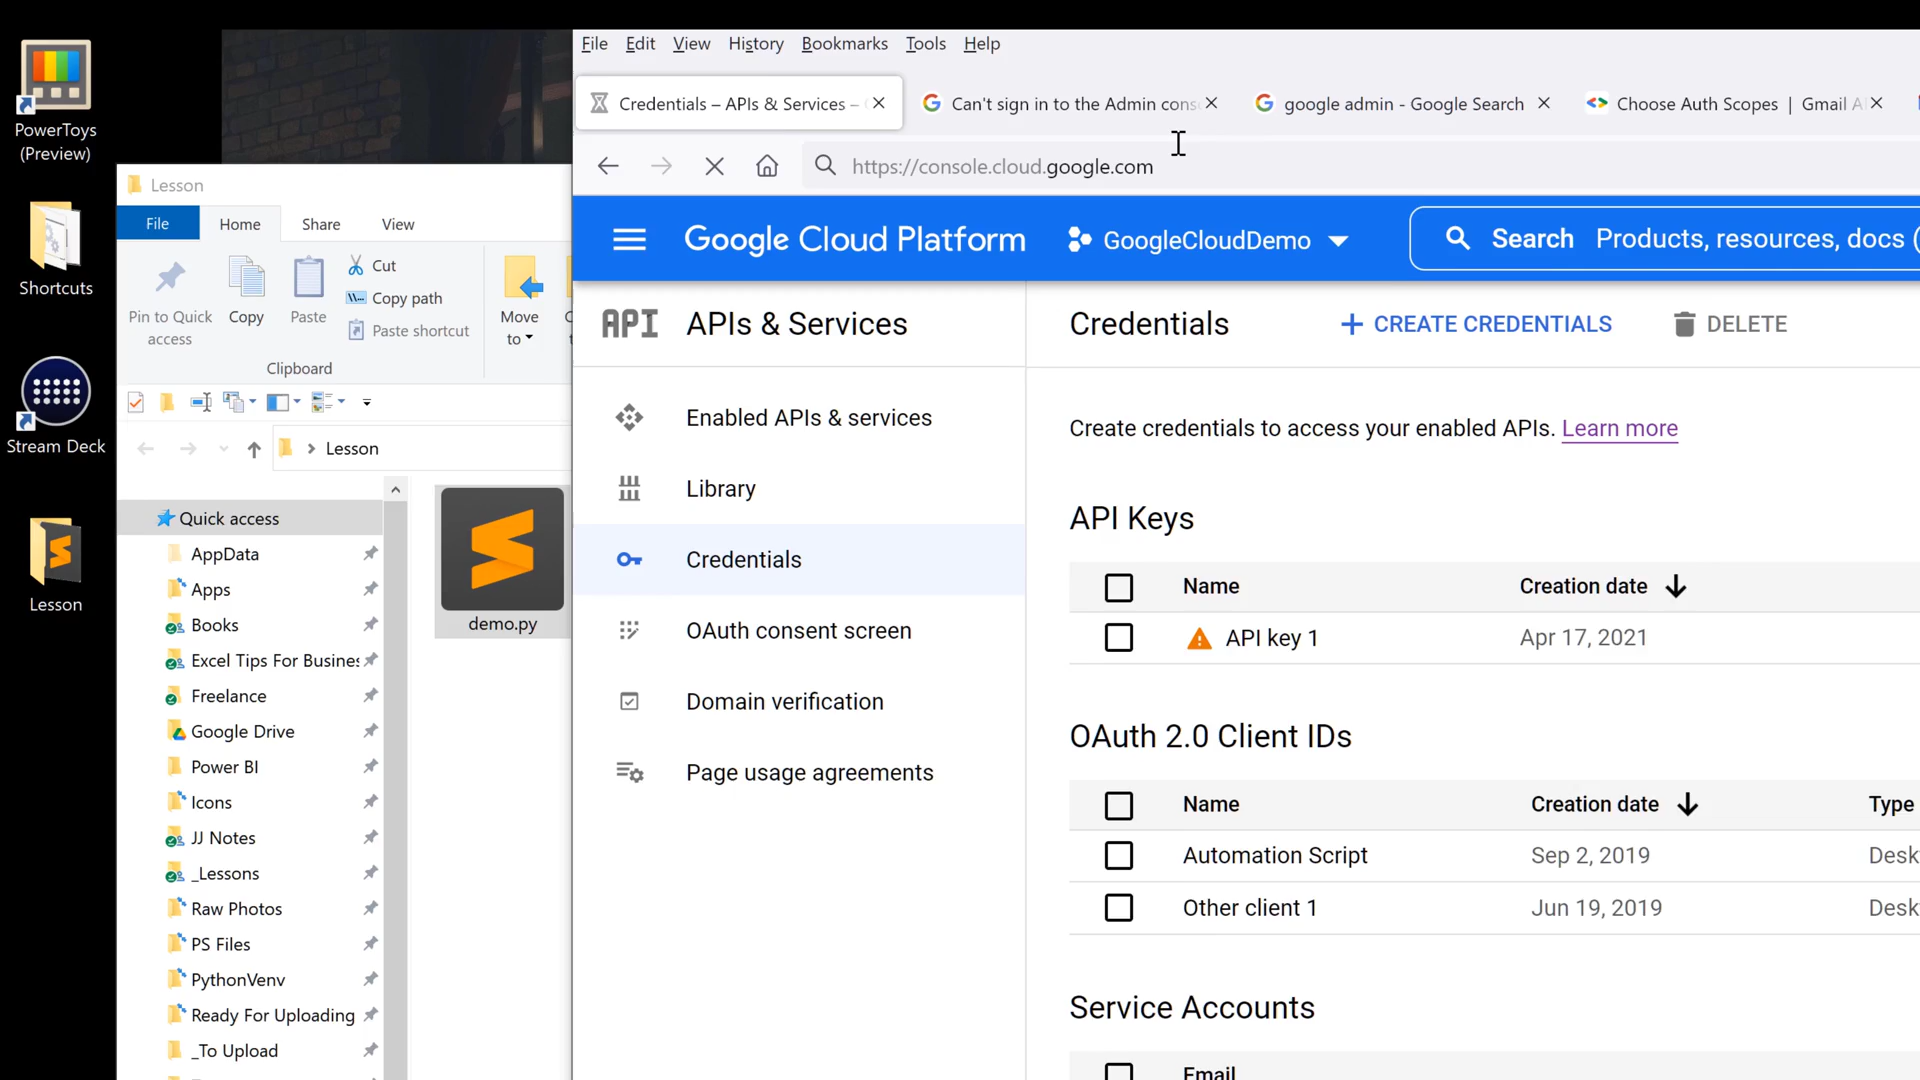 PowerToys
(Preview)
Shortcuts
Stream Deck
Lesson
Lesson
File
Home
Share
View
Pin to Quick
access
Copy
Paste
Cut
Copy path
Paste shortcut
Clipboard
Move
to
Lesson
Quick access
AppData
Apps
Books
Excel Tips For Busines
Freelance
Google Drive
Power BI
Icons
JJ Notes
_Lessons
Raw Photos
PS Files
PythonVenv
Ready For Uploading
_To Upload
demo.py
File Edit View History Bookmarks Tools Help
Credentials – APIs & Services –
Can't sign in to the Admin cons
google admin - Google Search
Choose Auth Scopes | Gmail A
https://console.cloud.google.com
Google Cloud Platform
GoogleCloudDemo
Search Products, resources, docs (
API APIs & Services
Enabled APIs & services
Library
Credentials
OAuth consent screen
Domain verification
Page usage agreements
Credentials
+ CREATE CREDENTIALS
DELETE
Create credentials to access your enabled APIs. Learn more
API Keys
Name Creation date
API key 1 Apr 17, 2021
OAuth 2.0 Client IDs
Name Creation date Type
Automation Script Sep 2, 2019 Desk
Other client 1 Jun 19, 2019 Desk
Service Accounts
Email